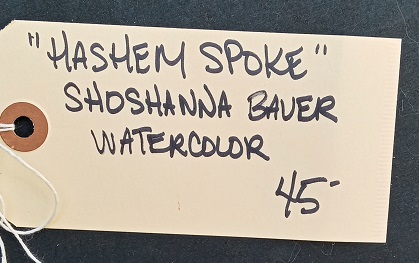 "HASHEM SPOKE"
SHOSHANNA BAUER
WATERCOLOR
45-